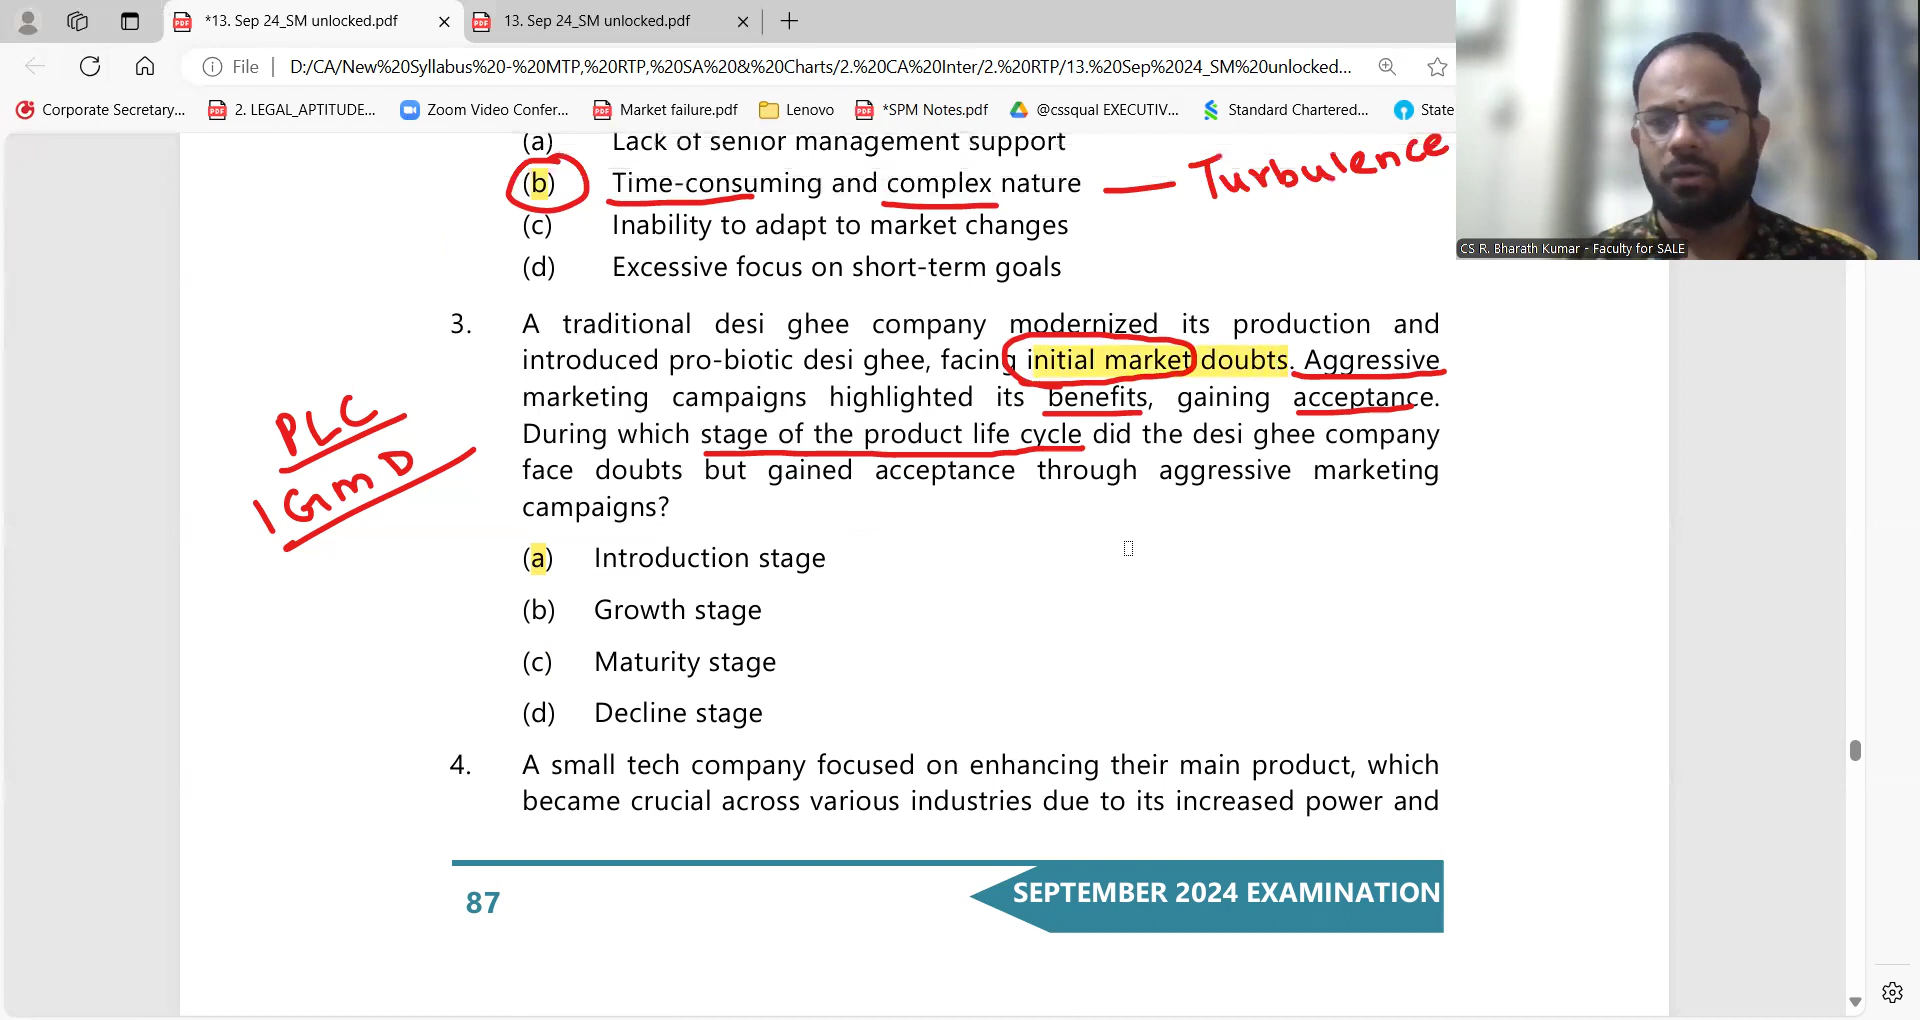 *13. Sep 24_SM unlocked.pdf
13. Sep 24_SM unlocked.pdf
File
D:/CA/New%20Syllabus%20-%20MTP,%20RTP,%20SA%20&%20Charts/2.%20CA%20Inter/2.%20RTP/13.%20Sep%2024_SM%20unlocked...
Corporate Secretary...
2. LEGAL_APTITUDE...
Zoom Video Confer...
Market failure.pdf
Lenovo
*SPM Notes.pdf
@cssqual EXECUTIV...
Standard Chartered...
State
(a) Lack of senior management support
(b) Time-consuming and complex nature — Turbulence
(c) Inability to adapt to market changes
(d) Excessive focus on short-term goals
CS R. Bharath Kumar - Faculty for SALE
3. A traditional desi ghee company modernized its production and
introduced pro-biotic desi ghee, facing initial market doubts. Aggressive
marketing campaigns highlighted its benefits, gaining acceptance.
During which stage of the product life cycle did the desi ghee company
face doubts but gained acceptance through aggressive marketing
campaigns?
PLC
IGMD
(a) Introduction stage
(b) Growth stage
(c) Maturity stage
(d) Decline stage
4. A small tech company focused on enhancing their main product, which
became crucial across various industries due to its increased power and
87
SEPTEMBER 2024 EXAMINATION